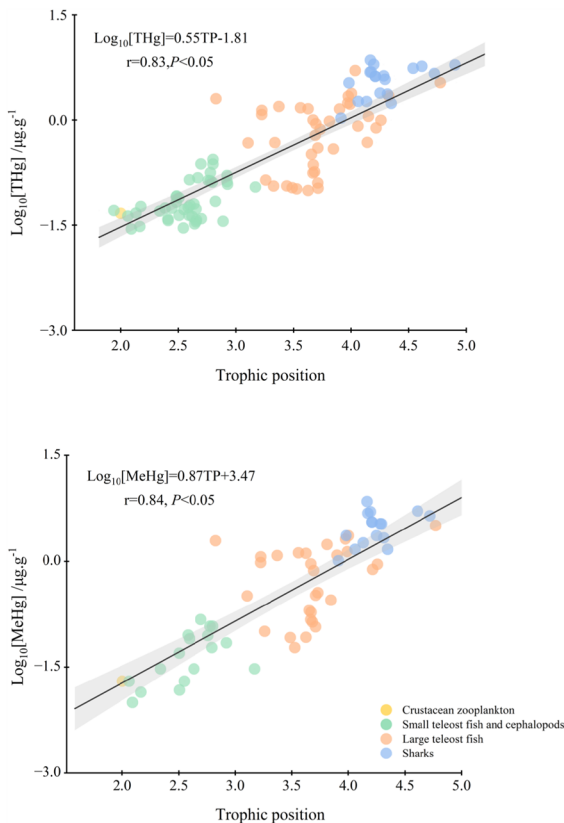 Log10[THg]=0.55TP-1.81
r=0.83,P<0.05
Log10[THg] /μg.g-1
1.5
0.0
−1.5
−3.0
2.0 2.5 3.0 3.5 4.0 4.5 5.0
Trophic position
Log10[MeHg]=0.87TP+3.47
r=0.84, P<0.05
Log10[MeHg] /μg.g-1
1.5
0.0
−1.5
−3.0
Crustacean zooplankton
Small teleost fish and cephalopods
Large teleost fish
Sharks
2.0 2.5 3.0 3.5 4.0 4.5 5.0
Trophic position